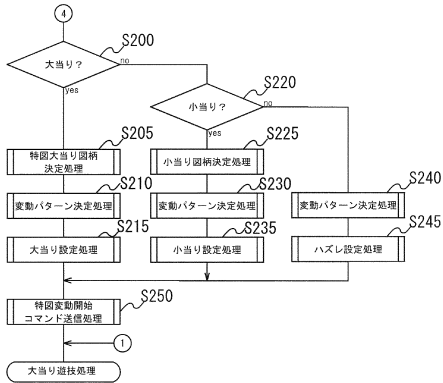 4
S200
大当り？
no
yes
S220
小当り？
no
yes
S205
特図大当り図柄
決定処理
S225
小当り図柄決定処理
S210
変動パターン決定処理
S230
変動パターン決定処理
S240
変動パターン決定処理
S215
大当り設定処理
S235
小当り設定処理
S245
ハズレ設定処理
S250
特図変動開始
コマンド送信処理
1
大当り遊技処理